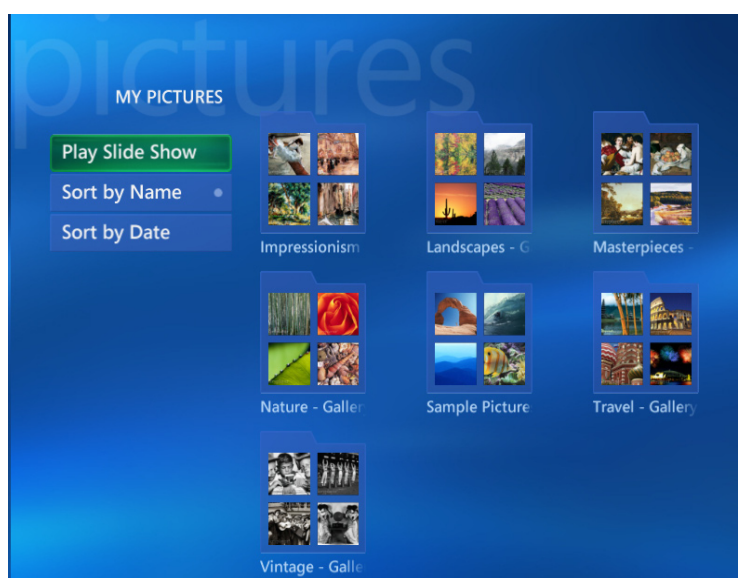 pictures
MY PICTURES
Play Slide Show
Sort by Name
Sort by Date
Impressionism
Landscapes - G
Masterpieces -
Nature - Galler
Sample Picture
Travel - Gallery
Vintage - Galle